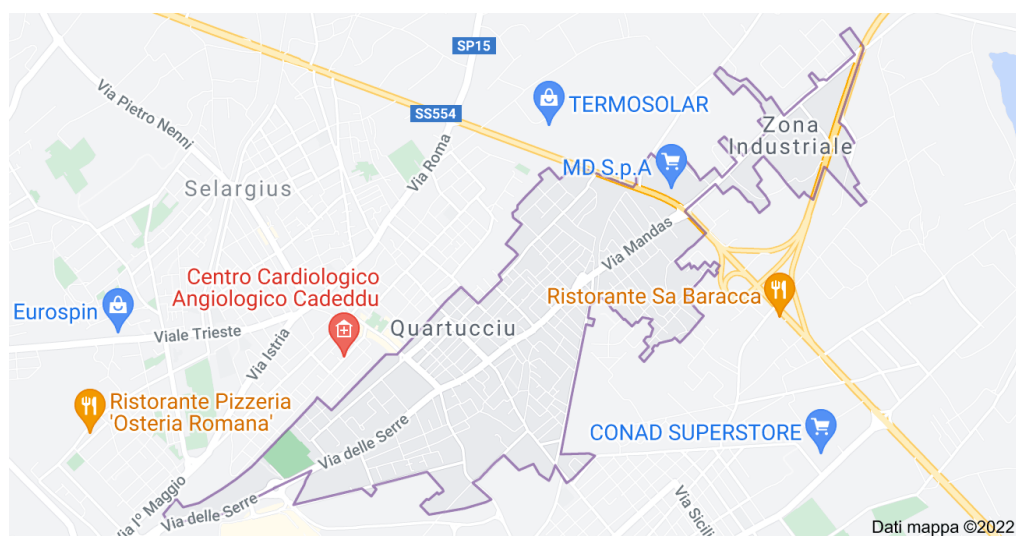 SP15
Via Pietro Nenni
SS554
TERMOSOLAR
Zona
Industriale
Via Roma
MD S.p.A
Selargius
Via Mandas
Centro Cardiologico
Angiologico Cadeddu
Ristorante Sa Baracca
Eurospin
Viale Trieste
Quartucciu
Via Istria
Ristorante Pizzeria
'Osteria Romana'
Via delle Serre
CONAD SUPERSTORE
Via I° Maggio
Via delle Serre
Via Sicili
Dati mappa ©2022